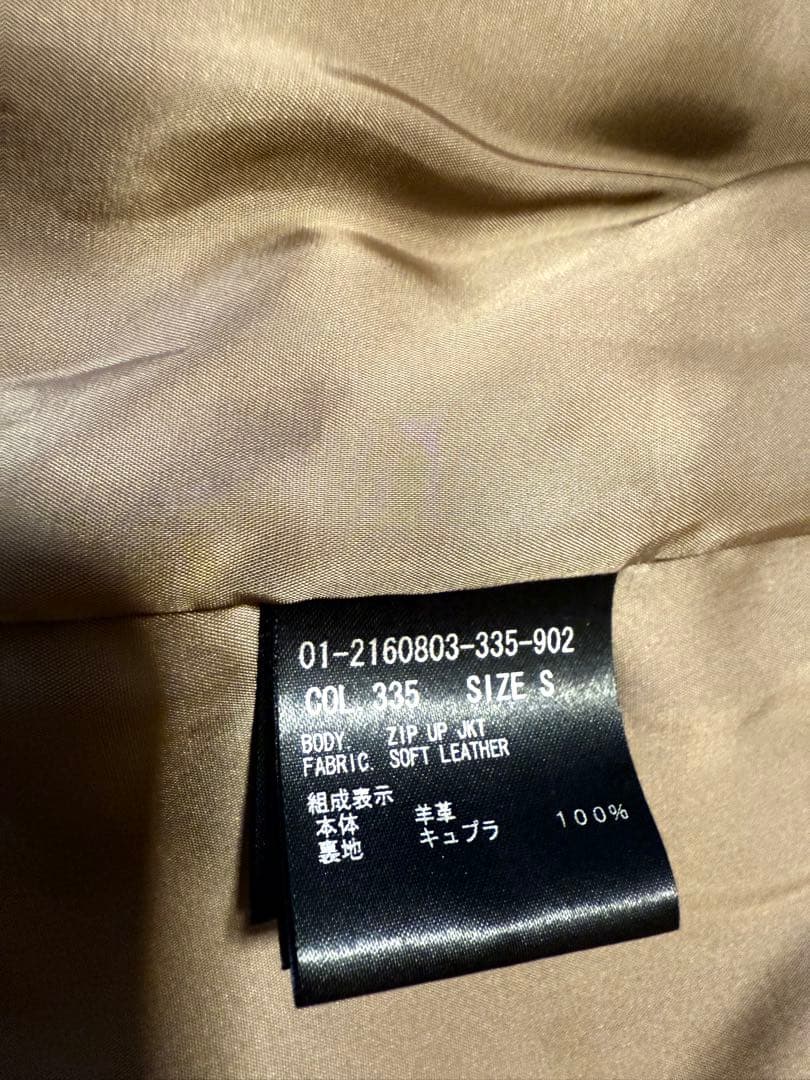 01-2160803-335-902
COL. 335 SIZE S
BODY ZIP UP JKT
FABRIC SOFT LEATHER
組成表示
本体 羊革
裏地 キュプラ 100%